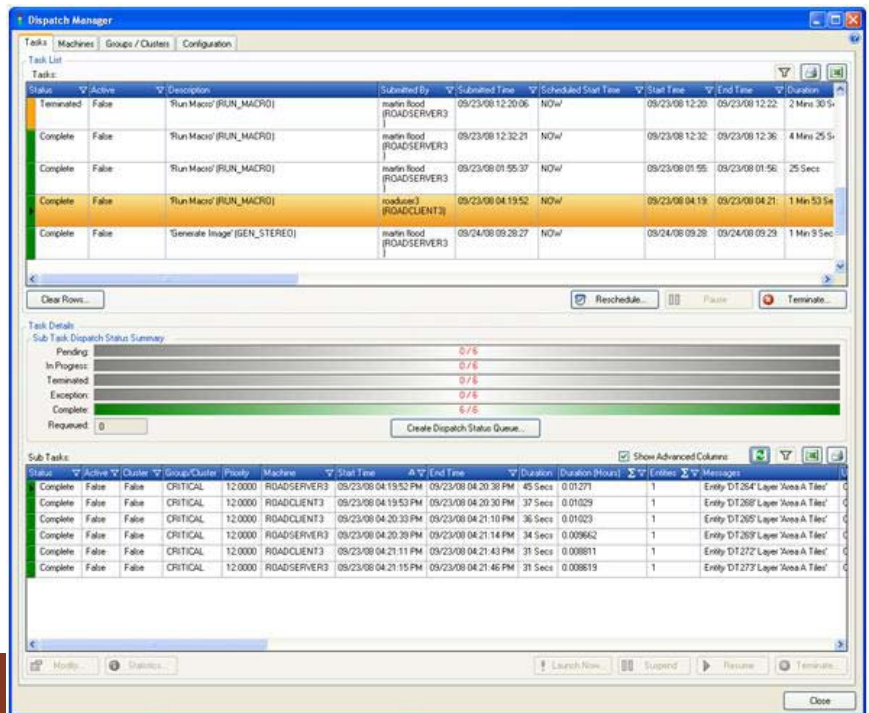 Dispatch Manager
Tasks Machines Groups / Clusters Configuration
Task List
Tasks:
Status Active Description Submitted By Submitted Time Scheduled Start Time Start Time End Time Duration
Terminated False 'Run Macro' (RUN_MACRO) martin flood (ROADSERVER3) 09/23/08 12:20:06 'NOW' 09/23/08 12:20: 09/23/08 12:22: 2 Mins 30 S
Complete False 'Run Macro' (RUN_MACRO) martin flood (ROADSERVER3) 09/23/08 12:32:21 'NOW' 09/23/08 12:32: 09/23/08 12:36: 4 Mins 25 S
Complete False 'Run Macro' (RUN_MACRO) martin flood (ROADSERVER3) 09/23/08 01:55:37 'NOW' 09/23/08 01:55: 09/23/08 01:56: 25 Secs
Complete False 'Run Macro' (RUN_MACRO) roaduser3 (ROADCLIENT3) 09/23/08 04:19:52 'NOW' 09/23/08 04:19: 09/23/08 04:21: 1 Min 53 Se
Complete False 'Generate Image' (GEN_STEREO) martin flood (ROADSERVER3) 09/24/08 09:28:27 'NOW' 09/24/08 09:28: 09/24/08 09:29: 1 Min 9 Sec
Clear Rows... Reschedule... Pause Terminate...
Task Details
Sub Task Dispatch Status Summary
Pending: 0 / 6
In Progress: 0 / 6
Terminated: 0 / 6
Exception: 0 / 6
Complete: 6 / 6
Requeued: 0 Create Dispatch Status Queue...
Sub Tasks: Show Advanced Columns
Status Active Cluster Group/Cluster Priority Machine Start Time End Time Duration Duration (Hours) Entities Messages
Complete False False CRITICAL 12.0000 ROADSERVER3 09/23/08 04:19:52 PM 09/23/08 04:20:38 PM 45 Secs 0.01271 1 Entity 'DT264' Layer 'Area A Tiles'
Complete False False CRITICAL 12.0000 ROADCLIENT3 09/23/08 04:19:53 PM 09/23/08 04:20:30 PM 37 Secs 0.01029 1 Entity 'DT268' Layer 'Area A Tiles'
Complete False False CRITICAL 12.0000 ROADCLIENT3 09/23/08 04:20:33 PM 09/23/08 04:21:10 PM 36 Secs 0.01023 1 Entity 'DT265' Layer 'Area A Tiles'
Complete False False CRITICAL 12.0000 ROADSERVER3 09/23/08 04:20:39 PM 09/23/08 04:21:14 PM 34 Secs 0.009662 1 Entity 'DT269' Layer 'Area A Tiles'
Complete False False CRITICAL 12.0000 ROADCLIENT3 09/23/08 04:21:11 PM 09/23/08 04:21:43 PM 31 Secs 0.008811 1 Entity 'DT272' Layer 'Area A Tiles'
Complete False False CRITICAL 12.0000 ROADSERVER3 09/23/08 04:21:15 PM 09/23/08 04:21:46 PM 31 Secs 0.008619 1 Entity 'DT273' Layer 'Area A Tiles'
Modify... Statistics... Launch Now... Suspend Resume Terminate...
Close